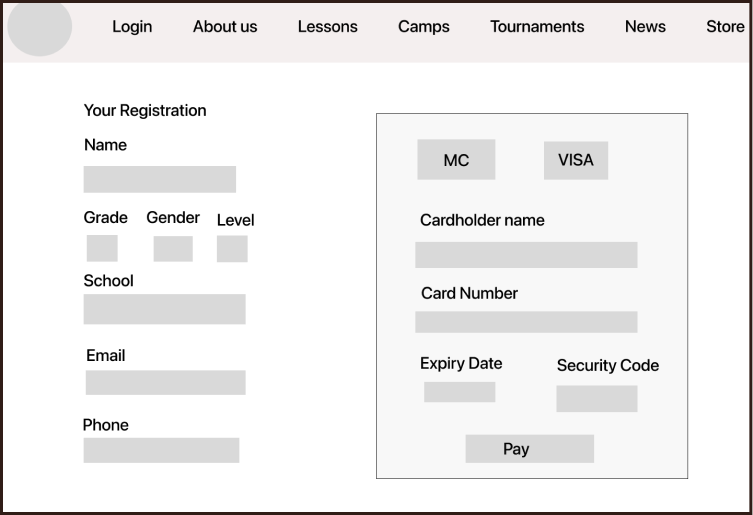 Login About us Lessons Camps Tournaments News Store
Your Registration
Name
Grade Gender Level
School
Email
Phone
MC VISA
Cardholder name
Card Number
Expiry Date Security Code
Pay